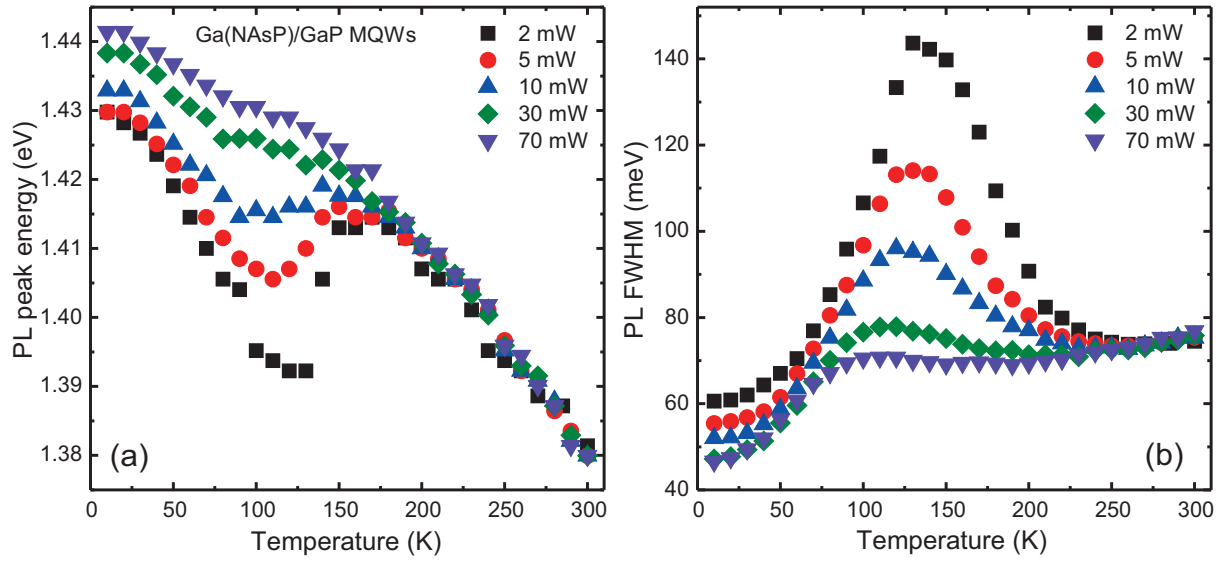 Ga(NAsP)/GaP MQWs
2 mW
5 mW
10 mW
30 mW
70 mW
1.44
1.43
1.42
1.41
1.40
1.39
1.38
PL peak energy (eV)
(a)
0 50 100 150 200 250 300
Temperature (K)
2 mW
5 mW
10 mW
30 mW
70 mW
140
120
100
80
60
40
PL FWHM (meV)
(b)
0 50 100 150 200 250 300
Temperature (K)